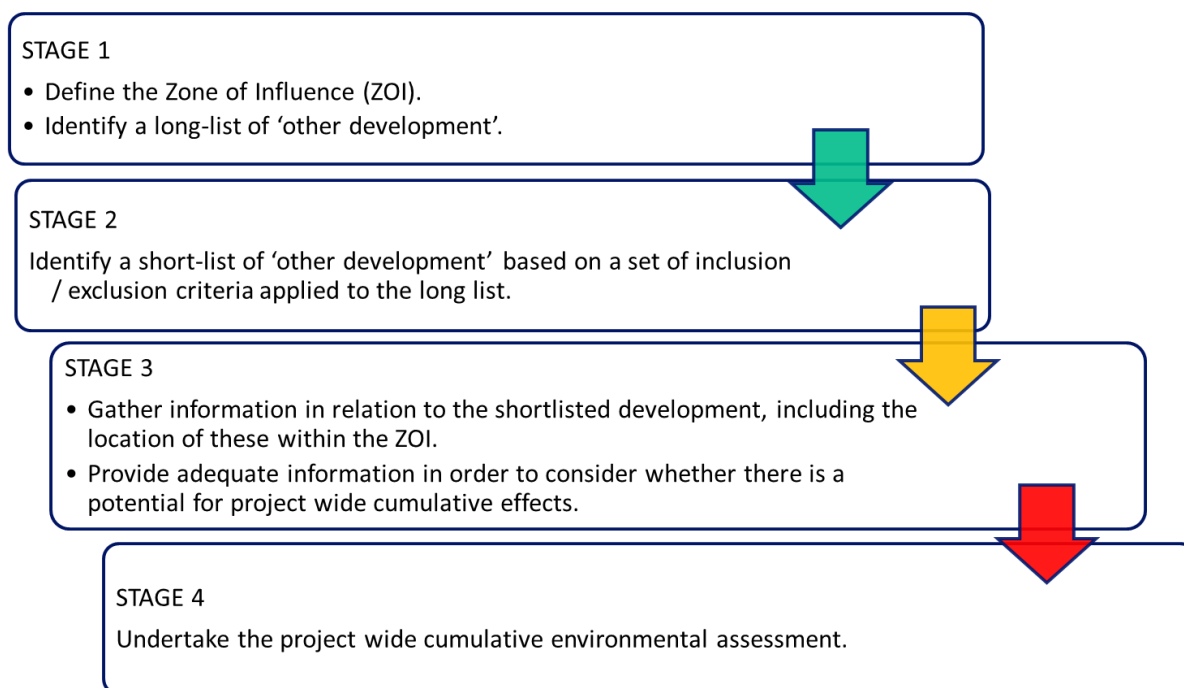 STAGE 1
• Define the Zone of Influence (ZOI).
• Identify a long-list of ‘other development’.
STAGE 2
Identify a short-list of ‘other development’ based on a set of inclusion
/ exclusion criteria applied to the long list.
STAGE 3
• Gather information in relation to the shortlisted development, including the
location of these within the ZOI.
• Provide adequate information in order to consider whether there is a
potential for project wide cumulative effects.
STAGE 4
Undertake the project wide cumulative environmental assessment.